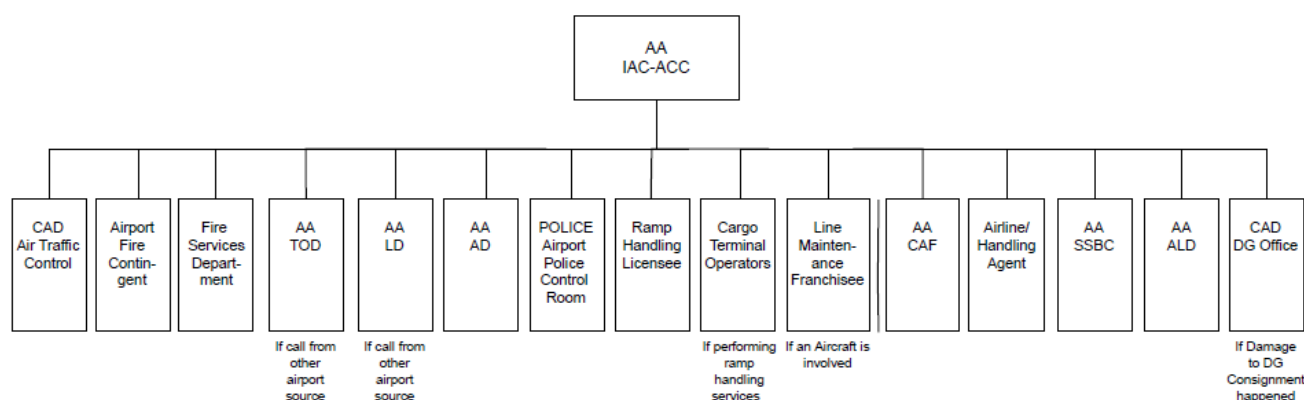 AA
IAC-ACC
CAD
Air Traffic
Control
Airport
Fire
Contin-
gent
Fire
Services
Depart-
ment
AA
TOD
AA
LD
AA
AD
POLICE
Airport
Police
Control
Room
Ramp
Handling
Licensee
Cargo
Terminal
Operators
Line
Mainten-
ance
Franchisee
AA
CAF
Airline/
Handling
Agent
AA
SSBC
AA
ALD
CAD
DG Office
If call from
other
airport
source
If call from
other
airport
source
If performing
ramp
handling
services
If an Aircraft is
involved
If Damage
to DG
Consignment
happened